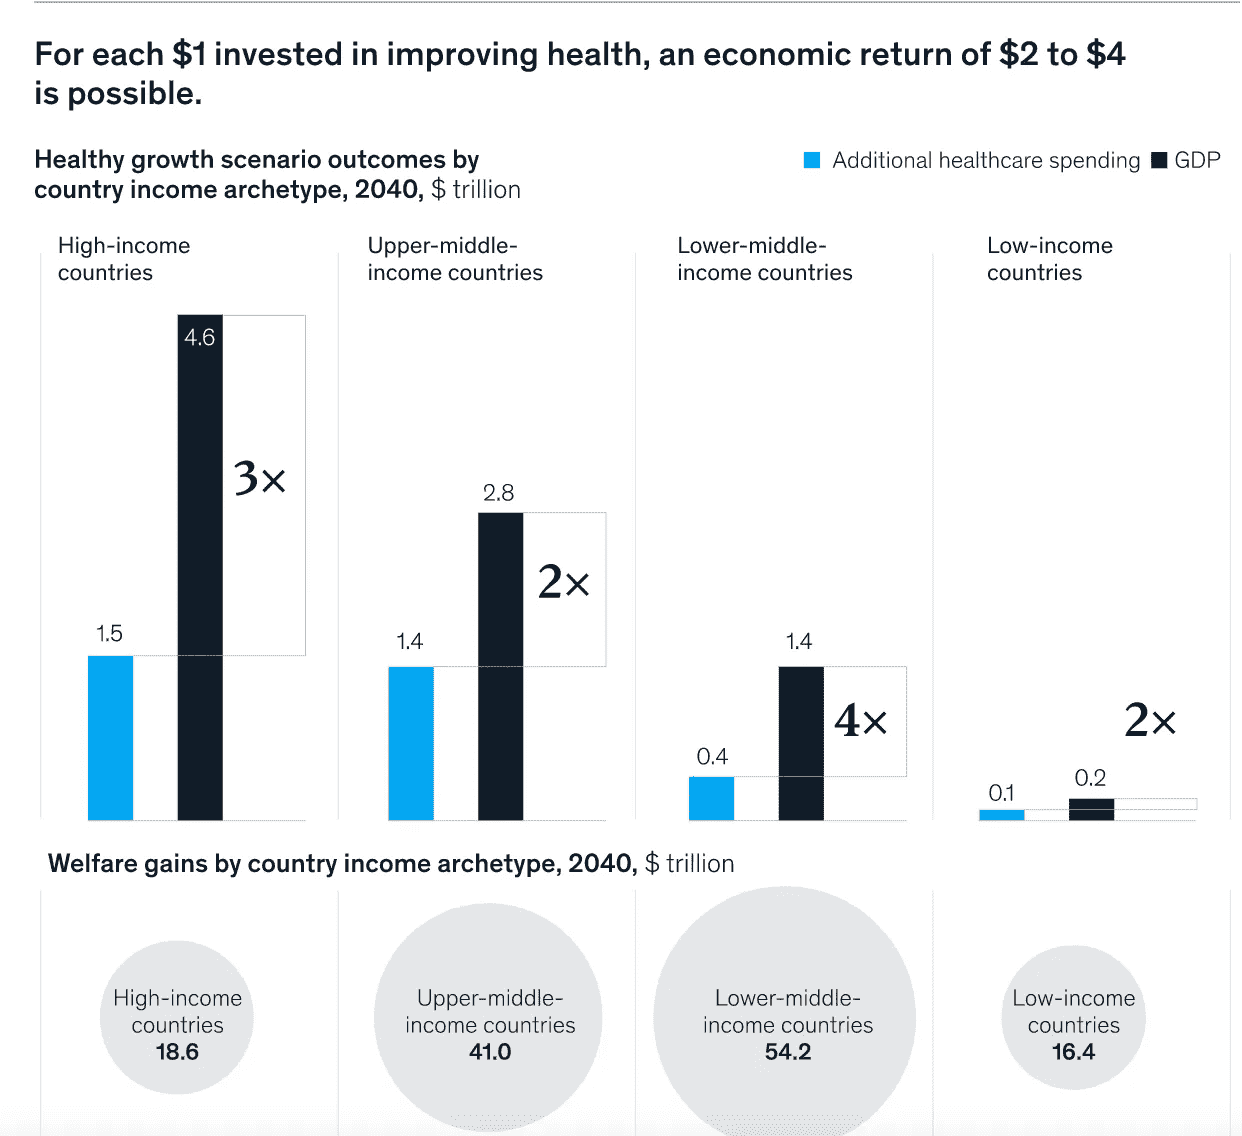 For each $1 invested in improving health, an economic return of $2 to $4
is possible.
Healthy growth scenario outcomes by
country income archetype, 2040, $ trillion
Additional healthcare spending
GDP
High-income
countries
Upper-middle-
income countries
Lower-middle-
income countries
Low-income
countries
4.6
3×
1.5
2.8
2×
1.4
1.4
4×
0.4
2×
0.2
0.1
Welfare gains by country income archetype, 2040, $ trillion
High-income
countries
18.6
Upper-middle-
income countries
41.0
Lower-middle-
income countries
54.2
Low-income
countries
16.4